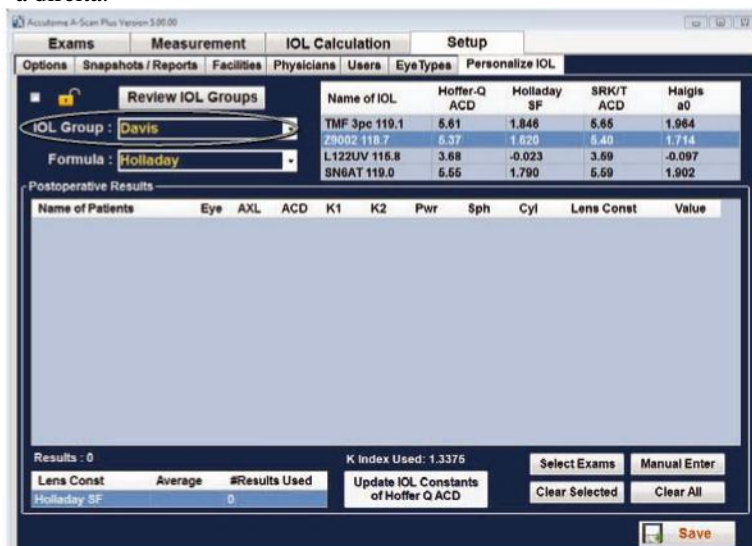 a direita.
Accutome A-Scan Plus Version 5.00.00
Exams Measurement IOL Calculation Setup
Options Snapshots / Reports Facilities Physicians Users Eye Types Personalize IOL
Review IOL Groups
IOL Group : Davis
Formula : Holladay
Name of IOL Hoffer-Q ACD Holladay SF SRK/T ACD Haigis a0
TMF 3pc 119.1 5.61 1.846 5.65 1.964
Z9002 118.7 5.37 1.620 5.40 1.714
L122UV 115.8 3.68 -0.023 3.59 -0.097
SN6AT 119.0 5.55 1.790 5.59 1.902
Postoperative Results
Name of Patients Eye AXL ACD K1 K2 Pwr Sph Cyl Lens Const Value
Results : 0
K Index Used: 1.3375
Select Exams Manual Enter
Lens Const Average #Results Used
Holladay SF 0
Update IOL Constants
of Hoffer Q ACD
Clear Selected Clear All
Save